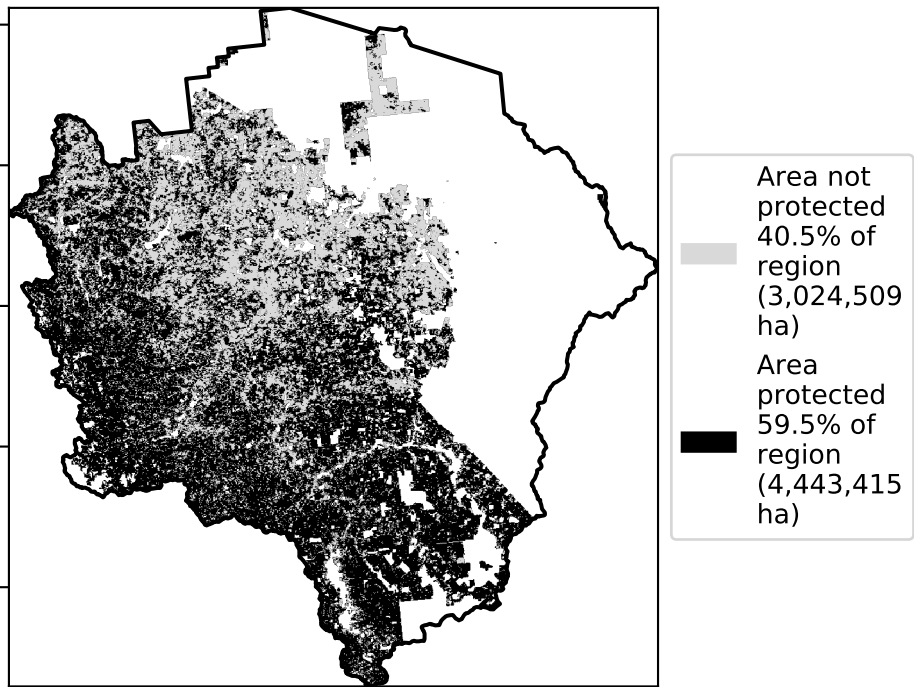 Area not
protected
40.5% of
region
(3,024,509
ha)
Area
protected
59.5% of
region
(4,443,415
ha)